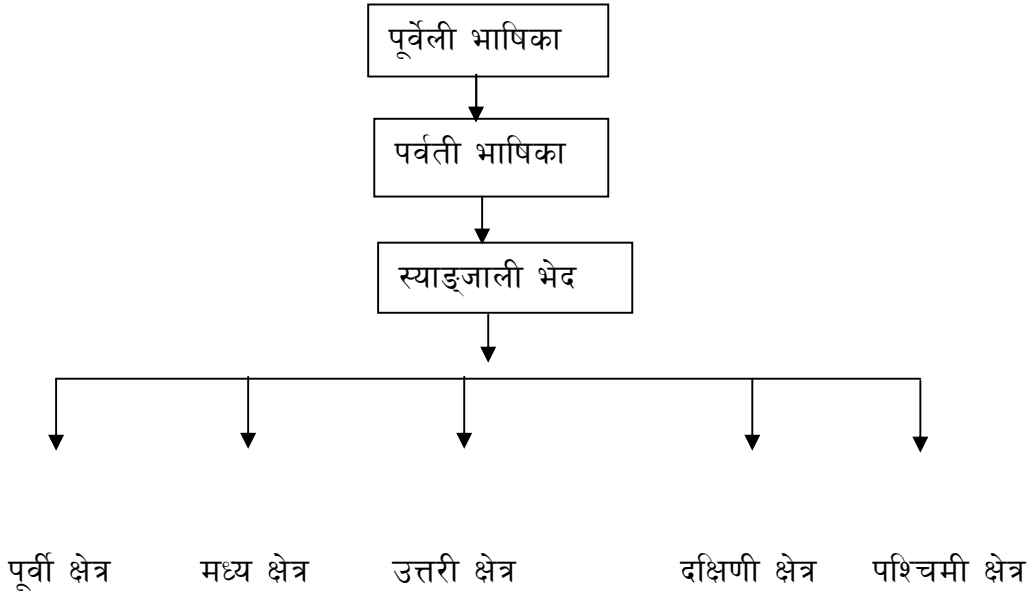 पूर्वेली भाषिका
पर्वती भाषिका
स्याङ्जाली भेद
पूर्वी क्षेत्र मध्य क्षेत्र उत्तरी क्षेत्र दक्षिणी क्षेत्र पश्चिमी क्षेत्र